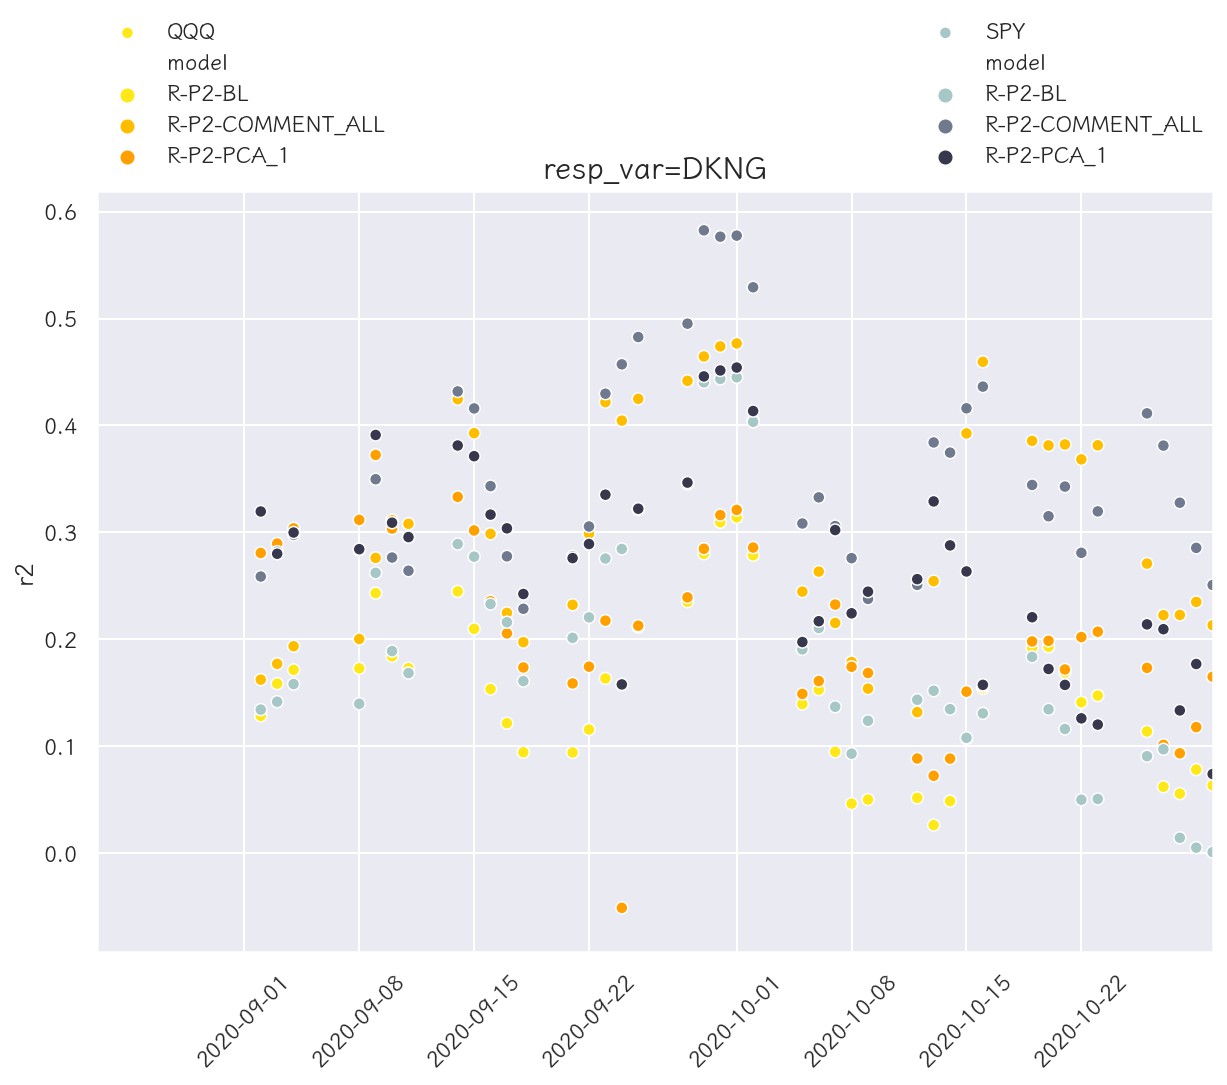 QQQ
model
R-P2-BL
R-P2-COMMENT_ALL
R-P2-PCA_1
SPY
model
R-P2-BL
R-P2-COMMENT_ALL
R-P2-PCA_1
resp_var=DKNG
0.6
0.5
0.4
0.3
0.2
0.1
0.0
r2
2020-09-01
2020-09-08
2020-09-15
2020-09-22
2020-10-01
2020-10-08
2020-10-15
2020-10-22